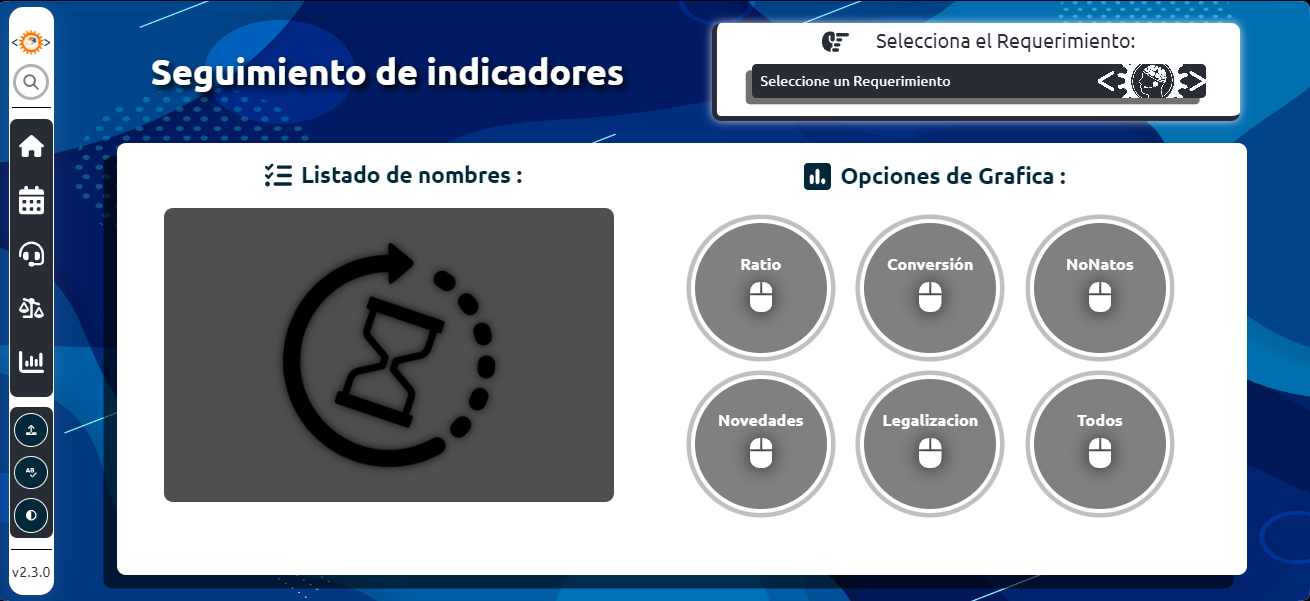 Seguimiento de indicadores
Selecciona el Requerimiento:
Seleccione un Requerimiento
Listado de nombres :
Opciones de Grafica :
Ratio
Conversión
NoNatos
Novedades
Legalizacion
Todos
AB
v2.3.0